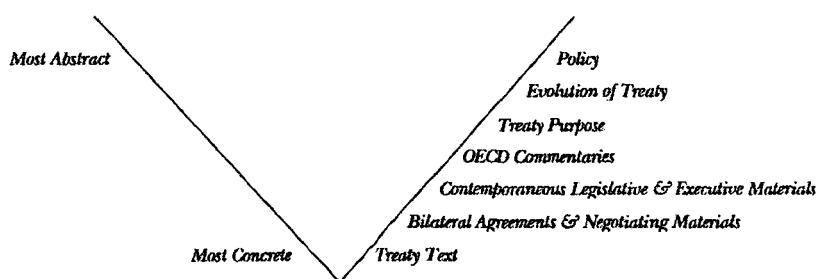 Most Abstract
Policy
Evolution of Treaty
Treaty Purpose
OECD Commentaries
Contemporaneous Legislative & Executive Materials
Bilateral Agreements & Negotiating Materials
Most Concrete
Treaty Text